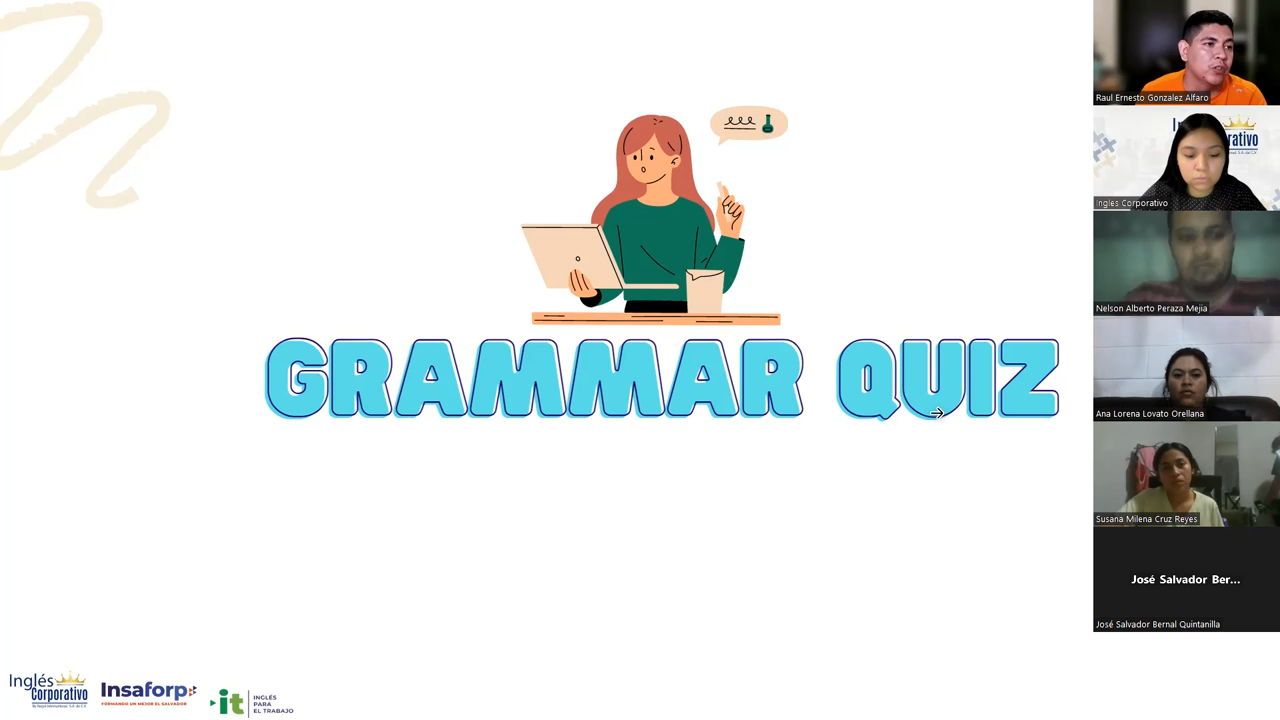 GRAMMAR QUIZ
Inglés
Corporativo
Insaforp
FORMANDO UN MEJOR EL SALVADOR
it
INGLÉS
PARA
EL TRABAJO
Raul Ernesto Gonzalez Alfaro
Ingles Corporativo
Nelson Alberto Peraza Mejia
Ana Lorena Lovato Orellana
Susana Milena Cruz Reyes
José Salvador Ber...
José Salvador Bernal Quintanilla